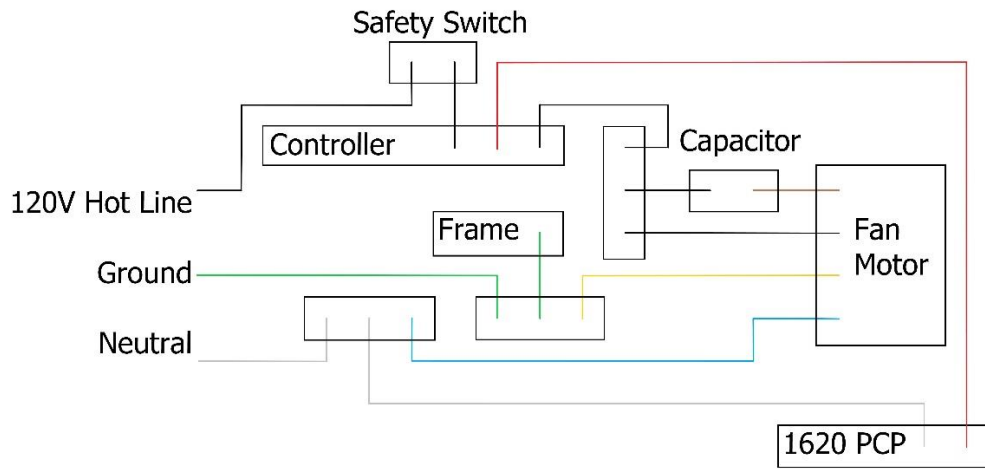 Safety Switch
Controller
Capacitor
120V Hot Line
Frame
Fan
Motor
Ground
Neutral
1620 PCP